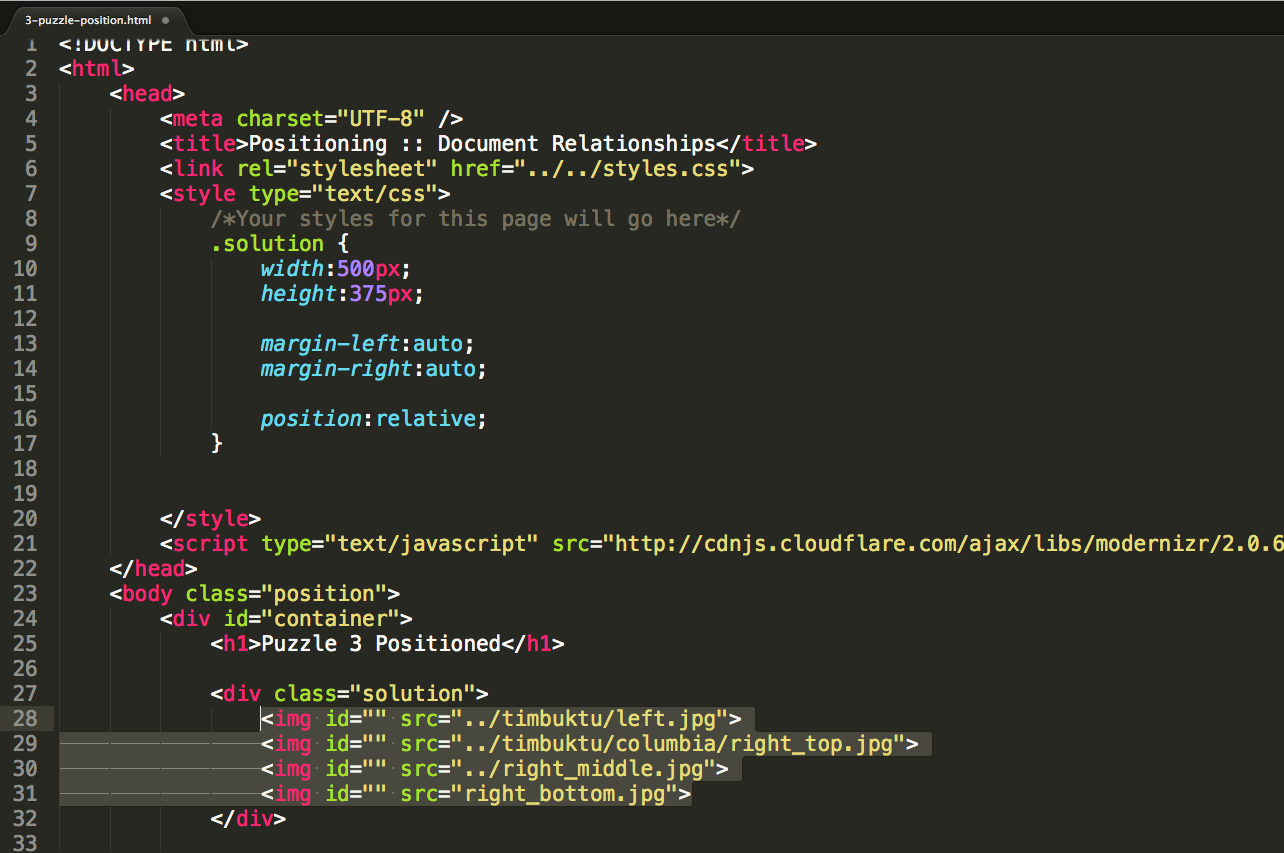 3-puzzle-position.html
1 <!DOCTYPE html>
2 <html>
3 <head>
4 <meta charset="UTF-8" />
5 <title>Positioning :: Document Relationships</title>
6 <link rel="stylesheet" href="../../styles.css">
7 <style type="text/css">
8 /*Your styles for this page will go here*/
9 .solution {
10 width:500px;
11 height:375px;
12
13 margin-left:auto;
14 margin-right:auto;
15
16 position:relative;
17 }
18
19
20 </style>
21 <script type="text/javascript" src="http://cdnjs.cloudflare.com/ajax/libs/modernizr/2.0.6
22 </head>
23 <body class="position">
24 <div id="container">
25 <h1>Puzzle 3 Positioned</h1>
26
27 <div class="solution">
28 <img id="" src="../timbuktu/left.jpg">
29 <img id="" src="../timbuktu/columbia/right_top.jpg">
30 <img id="" src="../right_middle.jpg">
31 <img id="" src="right_bottom.jpg">
32 </div>
33